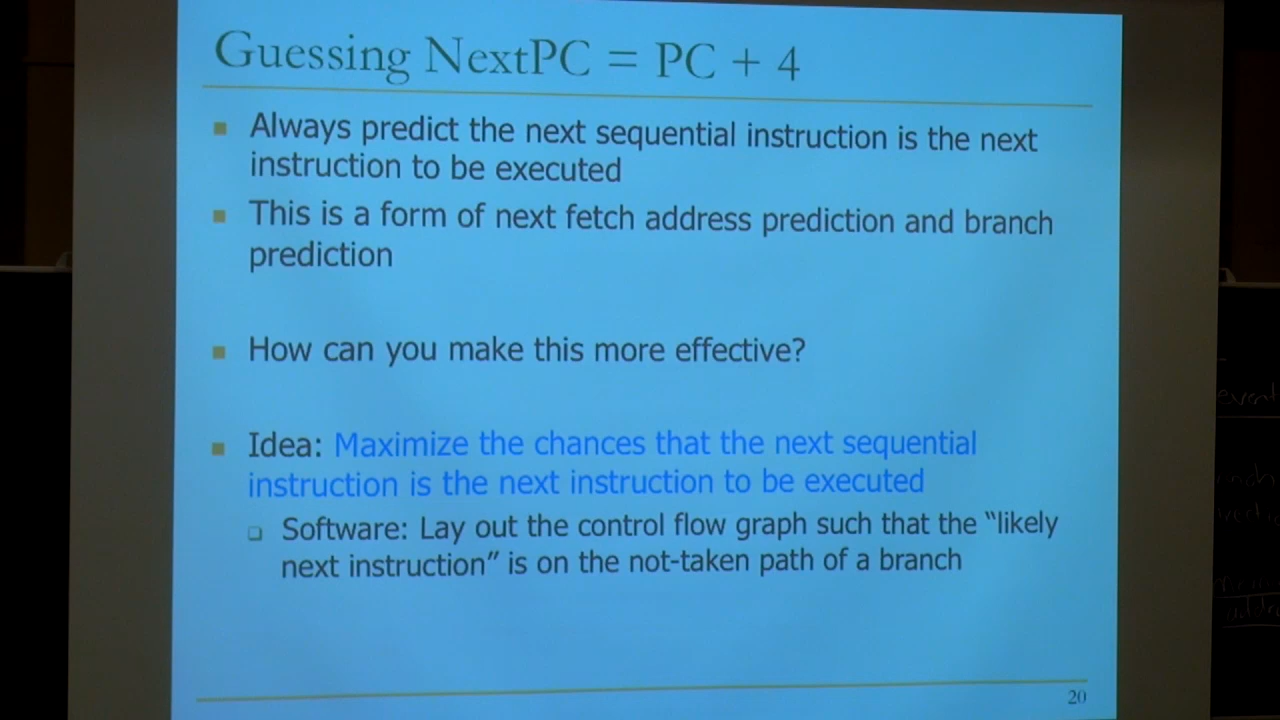 Guessing NextPC = PC + 4
Always predict the next sequential instruction is the next
instruction to be executed
This is a form of next fetch address prediction and branch
prediction
How can you make this more effective?
Idea: Maximize the chances that the next sequential
instruction is the next instruction to be executed
Software: Lay out the control flow graph such that the “likely
next instruction” is on the not-taken path of a branch
20